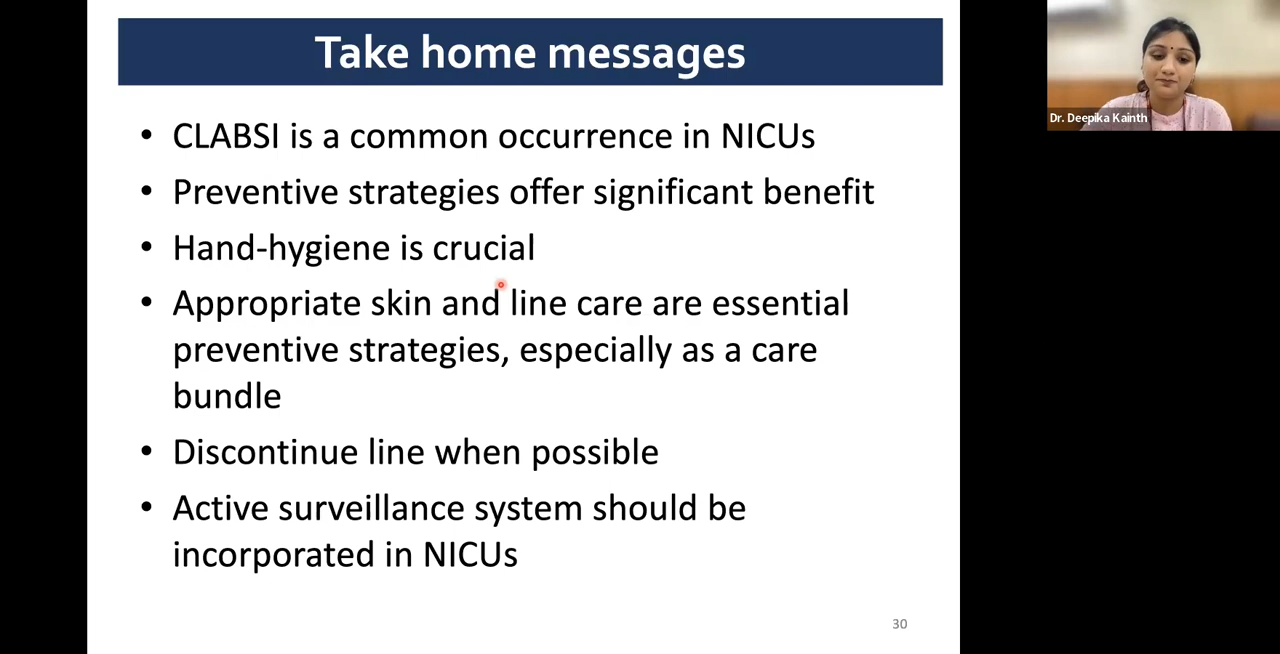 Take home messages
• CLABSI is a common occurrence in NICUs
• Preventive strategies offer significant benefit
• Hand-hygiene is crucial
• Appropriate skin and line care are essential
preventive strategies, especially as a care
bundle
• Discontinue line when possible
• Active surveillance system should be
incorporated in NICUs
30
Dr. Deepika Kainth